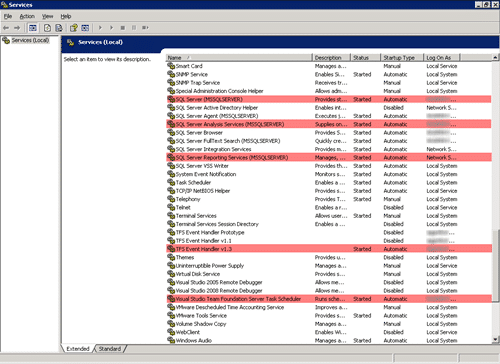 Services
File Action View Help
Services (Local)
Services (Local)
Select an item to view its description.
Name Description Status Startup Type Log On As
Smart Card Manages a... Manual Local Service
SNMP Service Enables Si... Started Automatic Local System
SNMP Trap Service Receives tr... Manual Local Service
Special Administration Console Helper Allows adm... Manual Local System
SQL Server (MSSQLSERVER) Provides st... Started Automatic
SQL Server Active Directory Helper Enables int... Disabled Network S...
SQL Server Agent (MSSQLSERVER) Executes j... Started Automatic
SQL Server Analysis Services (MSSQLSERVER) Supplies on... Started Automatic
SQL Server Browser Provides S... Started Automatic
SQL Server FullText Search (MSSQLSERVER) Quickly cre... Started Automatic
SQL Server Integration Services Provides m... Started Automatic Network S...
SQL Server Reporting Services (MSSQLSERVER) Manages, ... Started Automatic Network S...
SQL Server VSS Writer Provides th... Started Automatic Local System
System Event Notification Monitors s... Started Automatic Local System
Task Scheduler Enables a ... Started Automatic Local System
TCP/IP NetBIOS Helper Provides s... Started Automatic Local Service
Telephony Provides T... Started Manual Local System
Telnet Enables a r... Disabled Local Service
Terminal Services Allows user... Started Manual Local System
Terminal Services Session Directory Enables a ... Disabled Local System
TFS Event Handler Prototype Disabled
TFS Event Handler v1.1 Disabled
TFS Event Handler v1.3 Started Automatic
Themes Provides u... Disabled Local System
Uninterruptible Power Supply Manages a... Manual Local Service
Virtual Disk Service Provides s... Manual Local System
Visual Studio 2005 Remote Debugger Allows me... Disabled Local System
Visual Studio 2008 Remote Debugger Allows me... Disabled Local System
Visual Studio Team Foundation Server Task Scheduler Runs sche... Started Automatic
VMware Descheduled Time Accounting Service Improves a... Manual Local System
VMware Tools Service Provides s... Started Automatic Local System
Volume Shadow Copy Manages a... Manual Local System
WebClient Enables Wi... Disabled Local Service
Windows Audio Manages a... Started Automatic Local System
Extended Standard